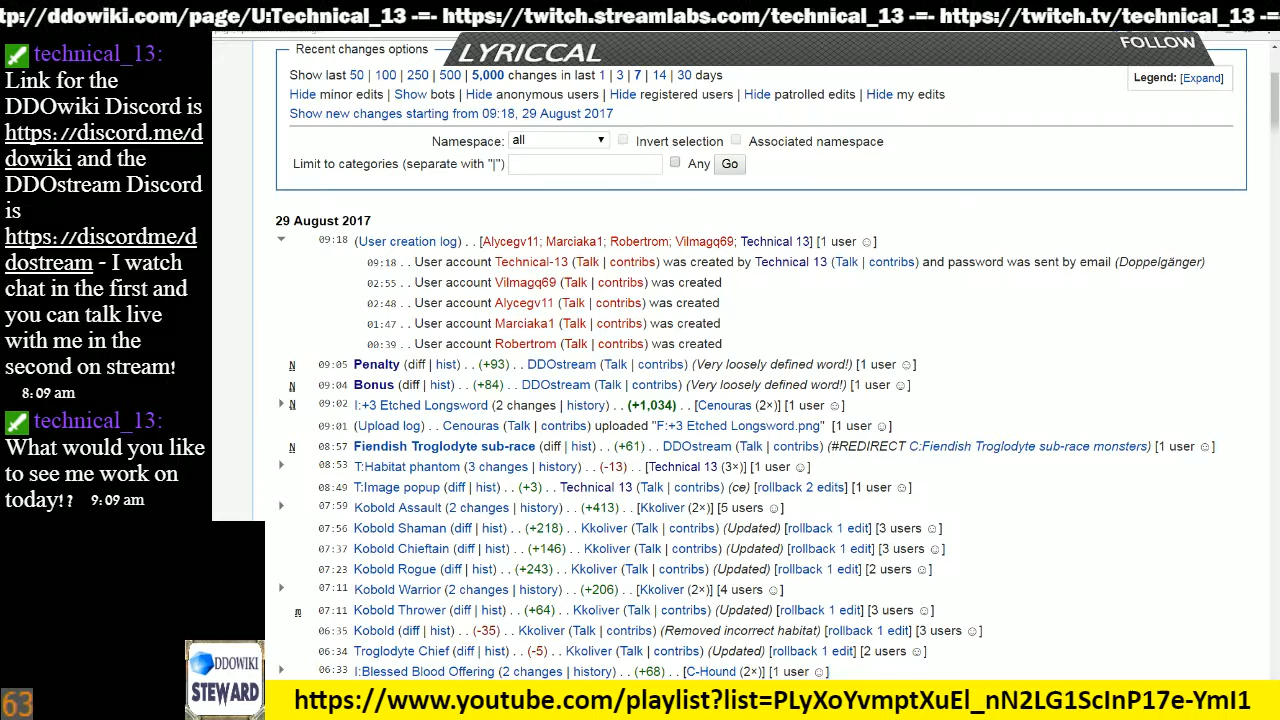 tp://ddowiki.com/page/U:Technical_13 -=- https://twitch.streamlabs.com/technical_13 -=- https://twitch.tv/technical_13 -=
technical_13:
Link for the
DDOwiki Discord is
https://discord.me/d
dowiki and the
DDOstream Discord
is
https://discordme/d
dostream - I watch
chat in the first and
you can talk live
with me in the
second on stream!
8:09 am
technical_13:
What would you like
to see me work on
today!? 9:09 am
LYRICCAL
FOLLOW
Recent changes options
Show last 50 | 100 | 250 | 500 | 5,000 changes in last 1 | 3 | 7 | 14 | 30 days
Hide minor edits | Show bots | Hide anonymous users | Hide registered users | Hide patrolled edits | Hide my edits
Show new changes starting from 09:18, 29 August 2017
Legend: [Expand]
Namespace: all Invert selection Associated namespace
Limit to categories (separate with "|") Any Go
29 August 2017
09:18 (User creation log) . . [Alycegv11; Marciaka1; Robertrom; Vilmagq69; Technical 13] [1 user ☺]
09:18 . . User account Technical-13 (Talk | contribs) was created by Technical 13 (Talk | contribs) and password was sent by email (Doppelgänger)
02:55 . . User account Vilmagq69 (Talk | contribs) was created
02:48 . . User account Alycegv11 (Talk | contribs) was created
01:47 . . User account Marciaka1 (Talk | contribs) was created
00:39 . . User account Robertrom (Talk | contribs) was created
N 09:05 Penalty (diff | hist) . . (+93) . . DDOstream (Talk | contribs) (Very loosely defined word!) [1 user ☺]
N 09:04 Bonus (diff | hist) . . (+84) . . DDOstream (Talk | contribs) (Very loosely defined word!) [1 user ☺]
N 09:02 I:+3 Etched Longsword (2 changes | history) . . (+1,034) . . [Cenouras (2×)] [1 user ☺]
09:01 (Upload log) . . Cenouras (Talk | contribs) uploaded "F:+3 Etched Longsword.png" [1 user ☺]
N 08:57 Fiendish Troglodyte sub-race (diff | hist) . . (+61) . . DDOstream (Talk | contribs) (#REDIRECT C:Fiendish Troglodyte sub-race monsters) [1 user ☺]
08:53 T:Habitat phantom (3 changes | history) . . (-13) . . [Technical 13 (3×)] [1 user ☺]
08:49 T:Image popup (diff | hist) . . (+3) . . Technical 13 (Talk | contribs) (ce) [rollback 2 edits] [1 user ☺]
07:59 Kobold Assault (2 changes | history) . . (+413) . . [Kkoliver (2×)] [5 users ☺]
07:56 Kobold Shaman (diff | hist) . . (+218) . . Kkoliver (Talk | contribs) (Updated) [rollback 1 edit] [3 users ☺]
07:37 Kobold Chieftain (diff | hist) . . (+146) . . Kkoliver (Talk | contribs) (Updated) [rollback 1 edit] [3 users ☺]
07:23 Kobold Rogue (diff | hist) . . (+243) . . Kkoliver (Talk | contribs) (Updated) [rollback 1 edit] [2 users ☺]
07:11 Kobold Warrior (2 changes | history) . . (+206) . . [Kkoliver (2×)] [4 users ☺]
m 07:11 Kobold Thrower (diff | hist) . . (+64) . . Kkoliver (Talk | contribs) (Updated) [rollback 1 edit] [3 users ☺]
06:35 Kobold (diff | hist) . . (-35) . . Kkoliver (Talk | contribs) (Removed incorrect habitat) [rollback 1 edit] [3 users ☺]
06:34 Troglodyte Chief (diff | hist) . . (-5) . . Kkoliver (Talk | contribs) (Updated) [rollback 1 edit] [2 users ☺]
06:33 I:Blessed Blood Offering (2 changes | history) . . (+68) . . [C-Hound (2×)] [1 user ☺]
DDOWIKI
STEWARD
63
https://www.youtube.com/playlist?list=PLyXoYvmptXuEl_nN2LG1ScInP17e-YmI1